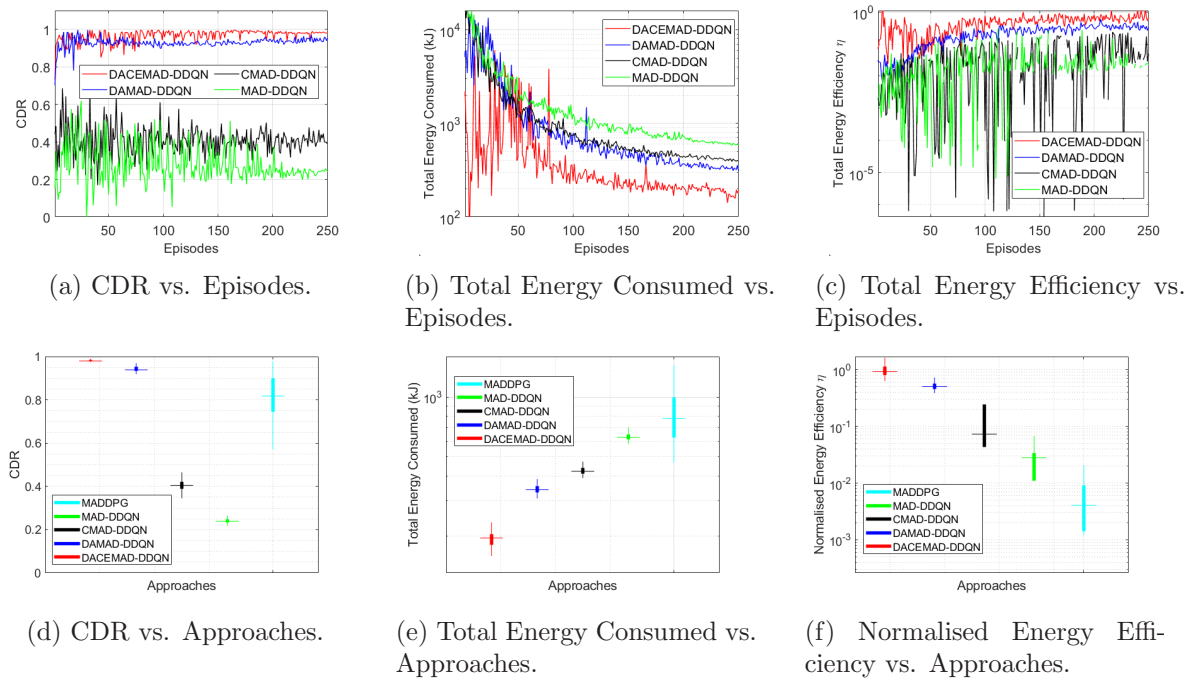 1
0.8
0.6
0.4
0.2
0
CDR
DACEMAD-DDQN
DAMAD-DDQN
CMAD-DDQN
MAD-DDQN
50
100
150
200
250
Episodes
(a) CDR vs. Episodes.
10^4
10^3
10^2
Total Energy Consumed (kJ)
DACEMAD-DDQN
DAMAD-DDQN
CMAD-DDQN
MAD-DDQN
50
100
150
200
250
Episodes
(b) Total Energy Consumed vs.
Episodes.
10^0
10^-5
Total Energy Efficiency η
DACEMAD-DDQN
DAMAD-DDQN
CMAD-DDQN
MAD-DDQN
50
100
150
200
250
Episodes
(c) Total Energy Efficiency vs.
Episodes.
1
0.8
0.6
0.4
0.2
0
CDR
MADDPG
MAD-DDQN
CMAD-DDQN
DAMAD-DDQN
DACEMAD-DDQN
Approaches
(d) CDR vs. Approaches.
10^3
Total Energy Consumed (kJ)
MADDPG
MAD-DDQN
CMAD-DDQN
DAMAD-DDQN
DACEMAD-DDQN
Approaches
(e) Total Energy Consumed vs.
Approaches.
10^0
10^-1
10^-2
10^-3
Normalised Energy Efficiency η
MADDPG
MAD-DDQN
CMAD-DDQN
DAMAD-DDQN
DACEMAD-DDQN
Approaches
(f) Normalised Energy Effi-
ciency vs. Approaches.